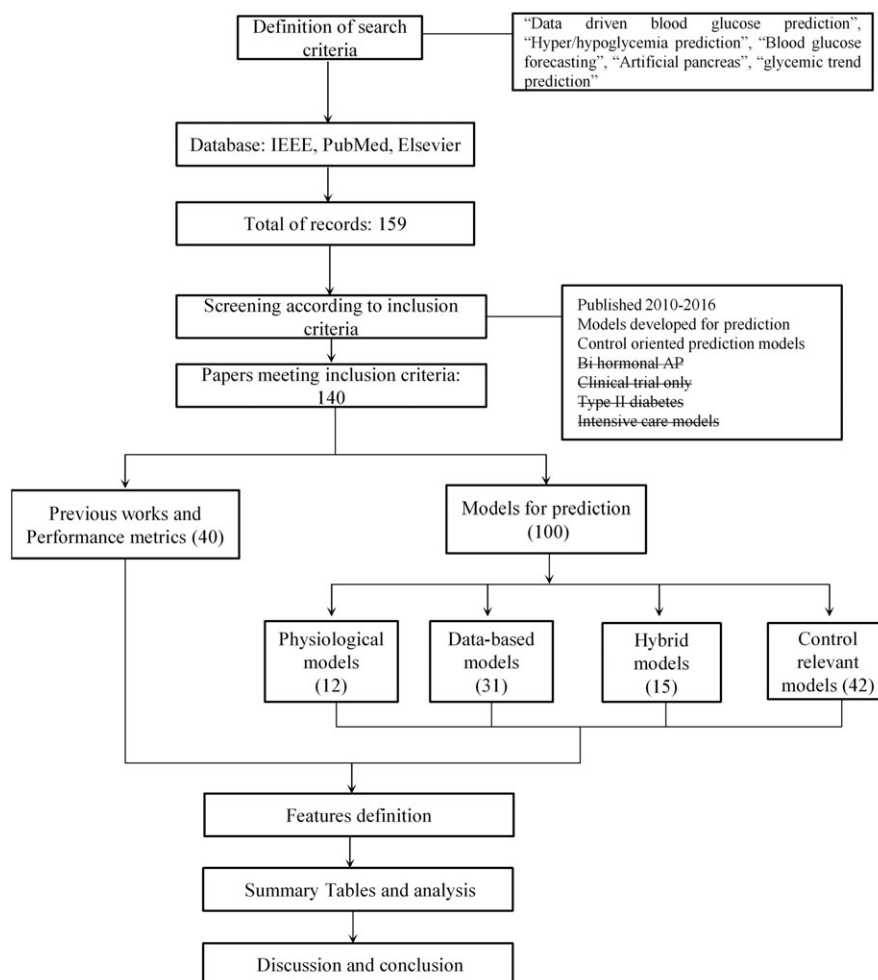 Definition of search
criteria
“Data driven blood glucose prediction”,
“Hyper/hypoglycemia prediction”, “Blood glucose
forecasting”, “Artificial pancreas”, “glycemic trend
prediction”
Database: IEEE, PubMed, Elsevier
Total of records: 159
Screening according to inclusion
criteria
Published 2010-2016
Models developed for prediction
Control oriented prediction models
Bi hormonal AP
Clinical trial only
Type II diabetes
Intensive care models
Papers meeting inclusion criteria:
140
Previous works and
Performance metrics (40)
Models for prediction
(100)
Physiological
models
(12)
Data-based
models
(31)
Hybrid
models
(15)
Control
relevant
models (42)
Features definition
Summary Tables and analysis
Discussion and conclusion